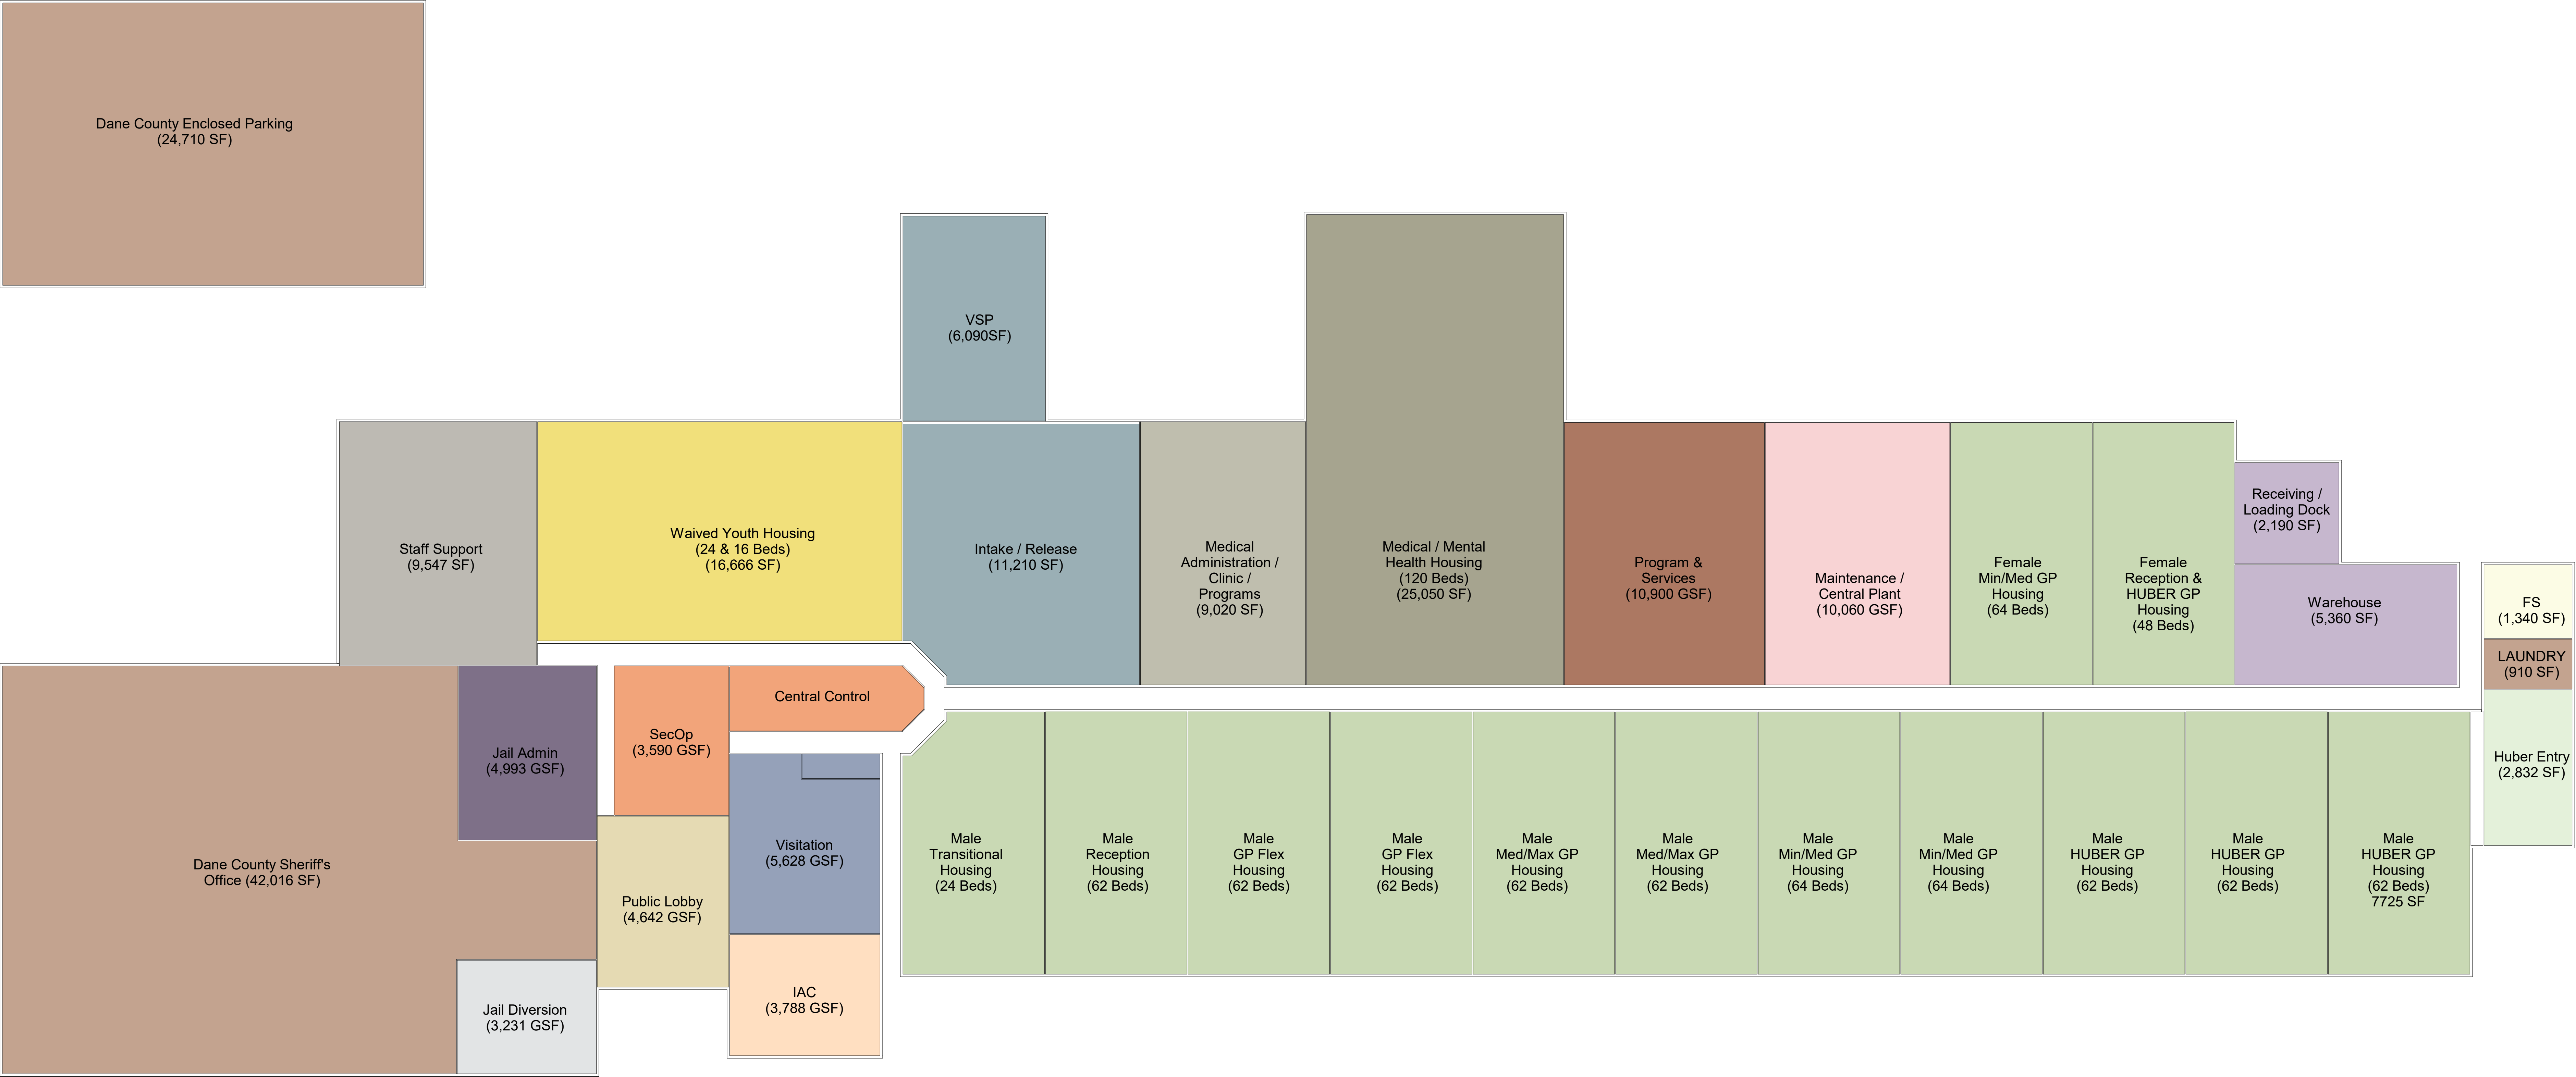 Dane County Enclosed Parking
(24,710 SF)
VSP
(6,090SF)
Staff Support
(9,547 SF)
Waived Youth Housing
(24 & 16 Beds)
(16,666 SF)
Intake / Release
(11,210 SF)
Medical
Administration /
Clinic /
Programs
(9,020 SF)
Medical / Mental
Health Housing
(120 Beds)
(25,050 SF)
Program &
Services
(10,900 GSF)
Maintenance /
Central Plant
(10,060 GSF)
Female
Min/Med GP
Housing
(64 Beds)
Female
Reception &
HUBER GP
Housing
(48 Beds)
Receiving /
Loading Dock
(2,190 SF)
Warehouse
(5,360 SF)
FS
(1,340 SF)
LAUNDRY
(910 SF)
Huber Entry
(2,832 SF)
Dane County Sheriff's
Office (42,016 SF)
Jail Admin
(4,993 GSF)
Jail Diversion
(3,231 GSF)
SecOp
(3,590 GSF)
Central Control
Public Lobby
(4,642 GSF)
Visitation
(5,628 GSF)
IAC
(3,788 GSF)
Male
Transitional
Housing
(24 Beds)
Male
Reception
Housing
(62 Beds)
Male
GP Flex
Housing
(62 Beds)
Male
GP Flex
Housing
(62 Beds)
Male
Med/Max GP
Housing
(62 Beds)
Male
Med/Max GP
Housing
(62 Beds)
Male
Min/Med GP
Housing
(64 Beds)
Male
Min/Med GP
Housing
(64 Beds)
Male
HUBER GP
Housing
(62 Beds)
Male
HUBER GP
Housing
(62 Beds)
Male
HUBER GP
Housing
(62 Beds)
7725 SF